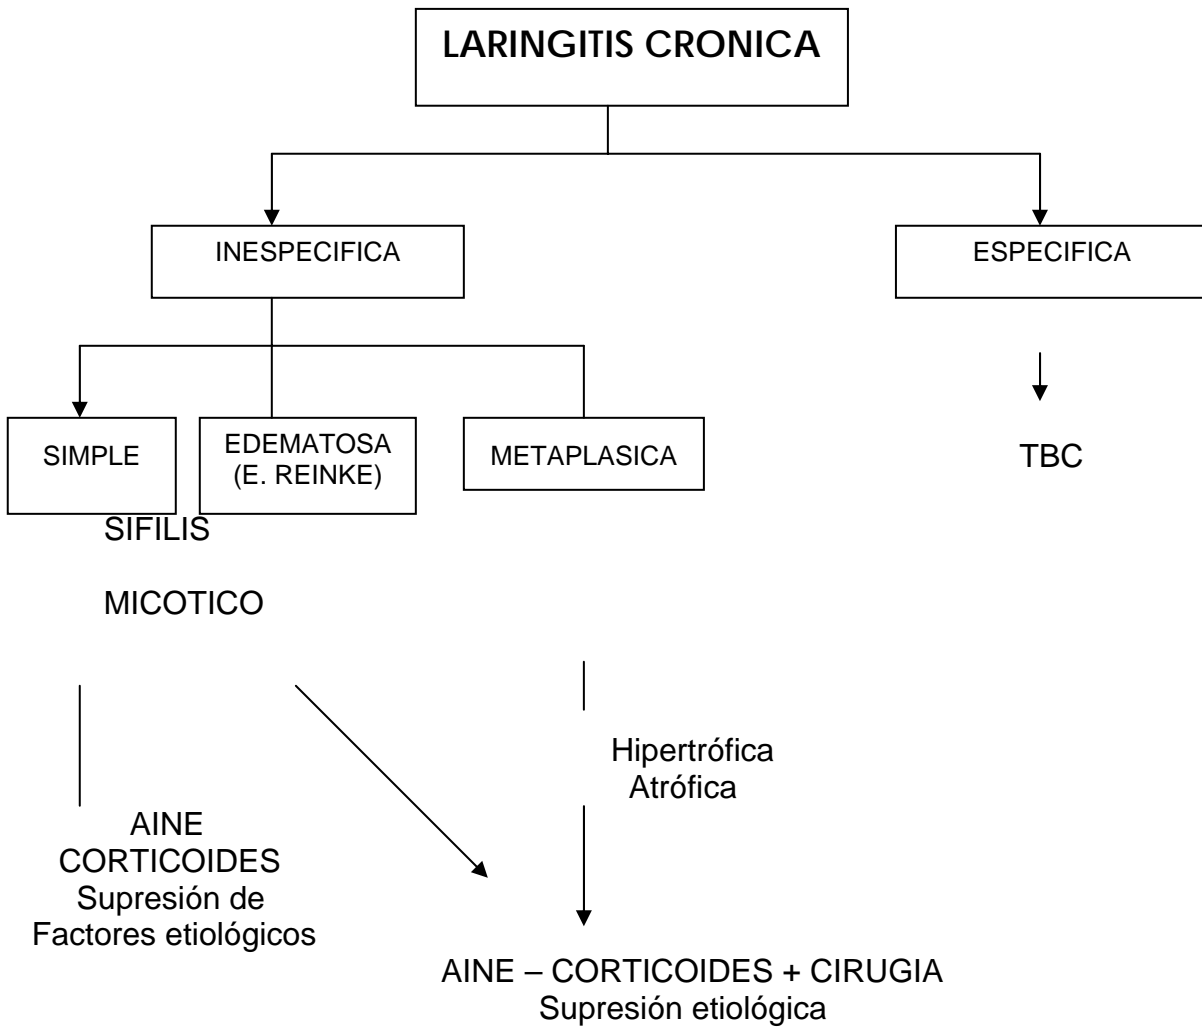 LARINGITIS CRONICA
INESPECIFICA
ESPECIFICA
SIMPLE
EDEMATOSA
(E. REINKE)
METAPLASICA
TBC
SIFILIS
MICOTICO
Hipertrófica
Atrófica
AINE
CORTICOIDES
Supresión de
Factores etiológicos
AINE – CORTICOIDES + CIRUGIA
Supresión etiológica